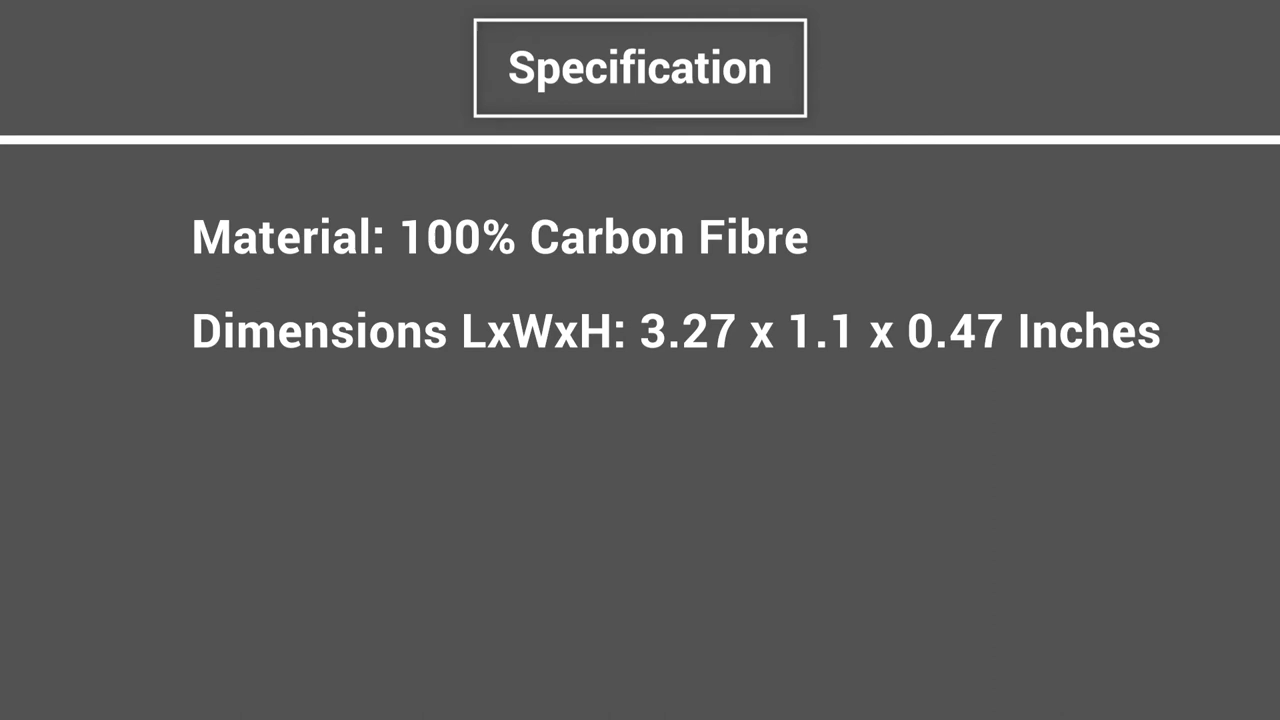 Specification
Material: 100% Carbon Fibre
Dimensions LxWxH: 3.27 x 1.1 x 0.47 Inches